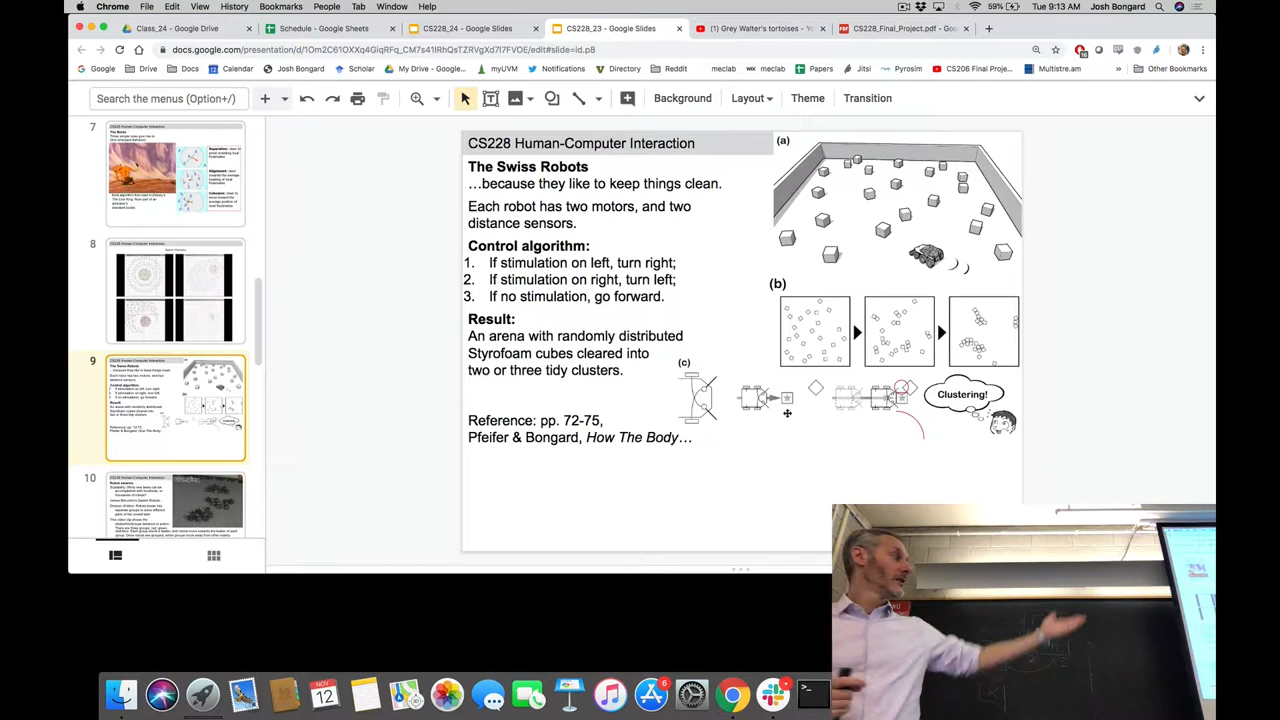 Chrome File Edit View History Bookmarks People Tab Window Help
59% Tue 9:13 AM Josh Bongard
Class_24 - Google Drive
Schedule - Google Sheets
CS228_24 - Google Slides
CS228_23 - Google Slides
Grey Walter's tortoises - Yo
CS228_Final_Project.pdf - Goo
docs.google.com/presentation/d/1Om2C61OXXq4GlqRFq_CM7s41lRhQsTZRVgXd7I7FVOE/edit#slide=id.p8
Google Drive Docs Calendar Josh Bongard Scholar My Drive - Google... myUVM Notifications Directory Reddit meclab meclab Papers Jitsi Pyrosim CS206 Final Proje... Multistre.am » Other Bookmarks
Search the menus (Option+/)
Background Layout Theme Transition
7
8
9
10
CS228 Human-Computer Interaction
The Swiss Robots
…because they like to keep things clean.
Each robot has two motors, and two
distance sensors.
Control algorithm:
1. If stimulation on left, turn right;
2. If stimulation on right, turn left;
3. If no stimulation, go forward.
Result:
An arena with randomly distributed
Styrofoam cubes cleared into
two or three tidy clusters.
Reference: pp. 72-75,
Pfeifer & Bongard, How The Body…
(a)
(b)
(c)
Clustering!
NOV
12
6